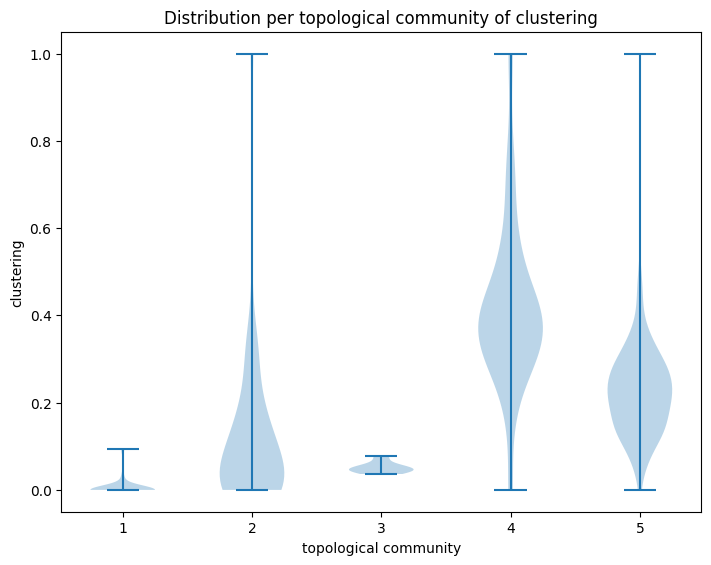 Distribution per topological community of clustering
clustering
1.0
0.8
0.6
0.4
0.2
0.0
1 2 3 4 5
topological community